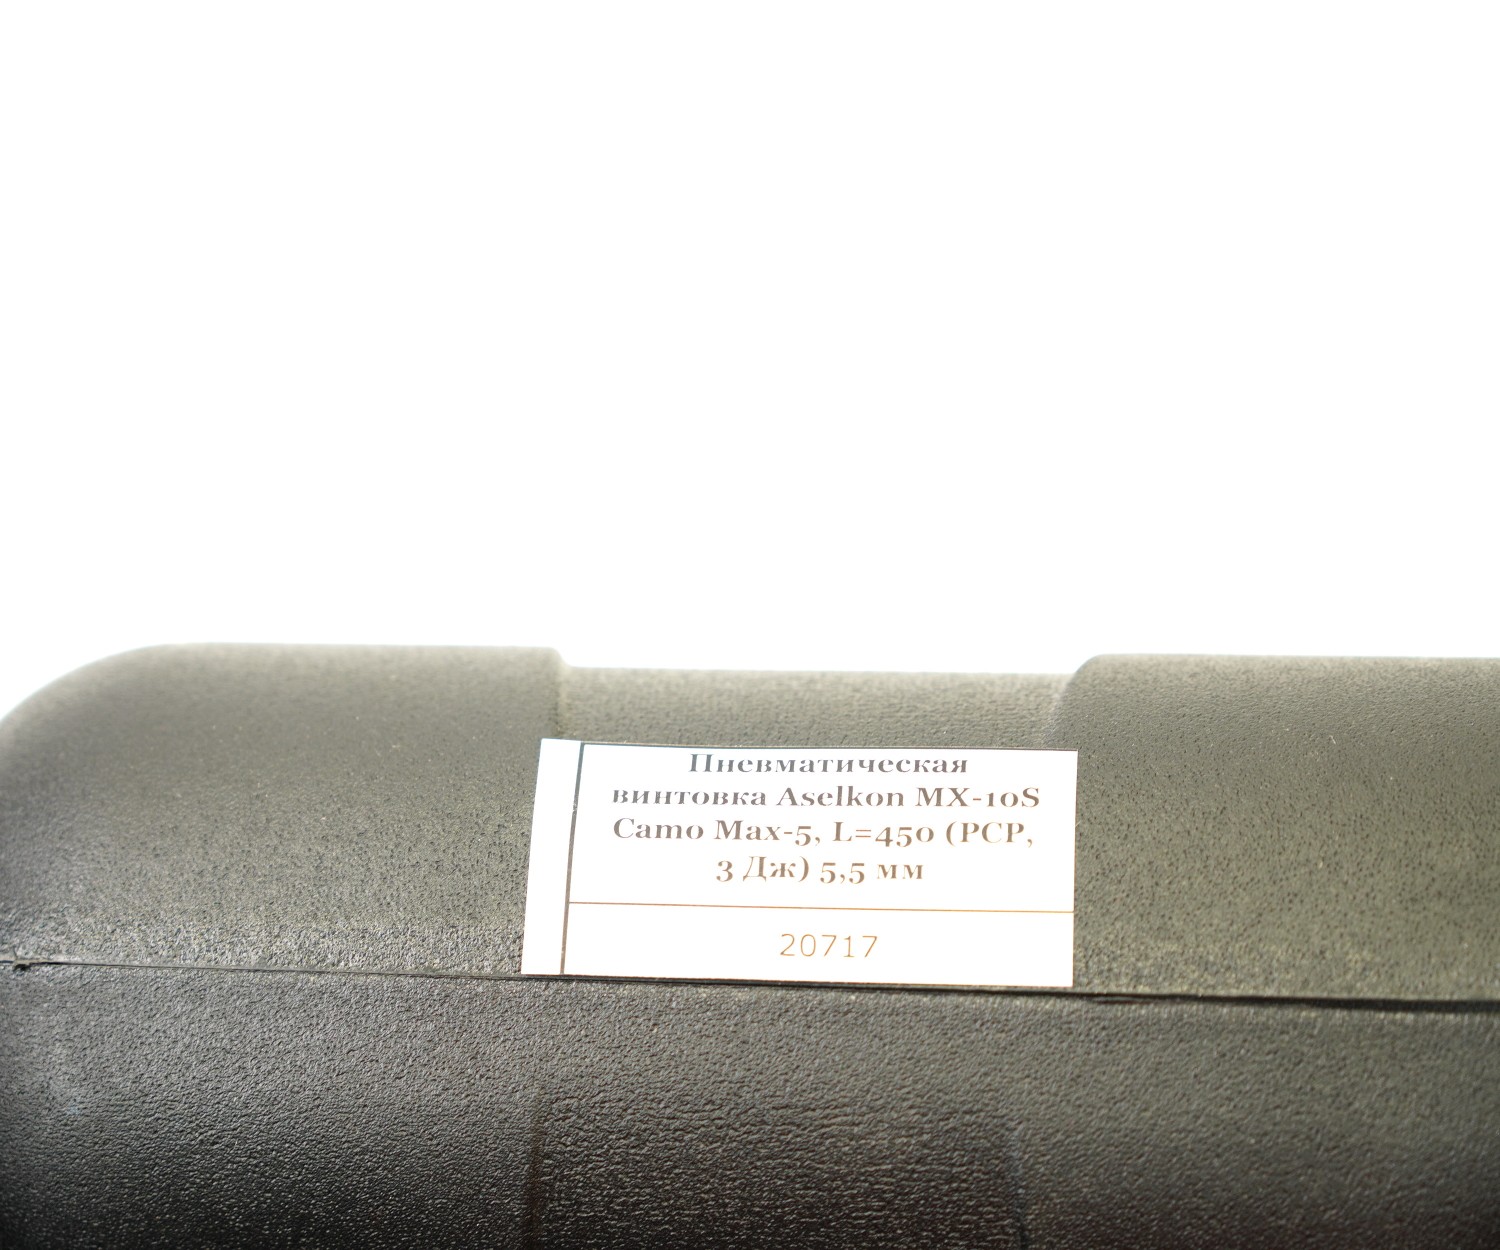 Пневматическая
винтовка Aselkon MX-10S
Camo Max-5, L=450 (PCP,
3 Дж) 5,5 мм
20717